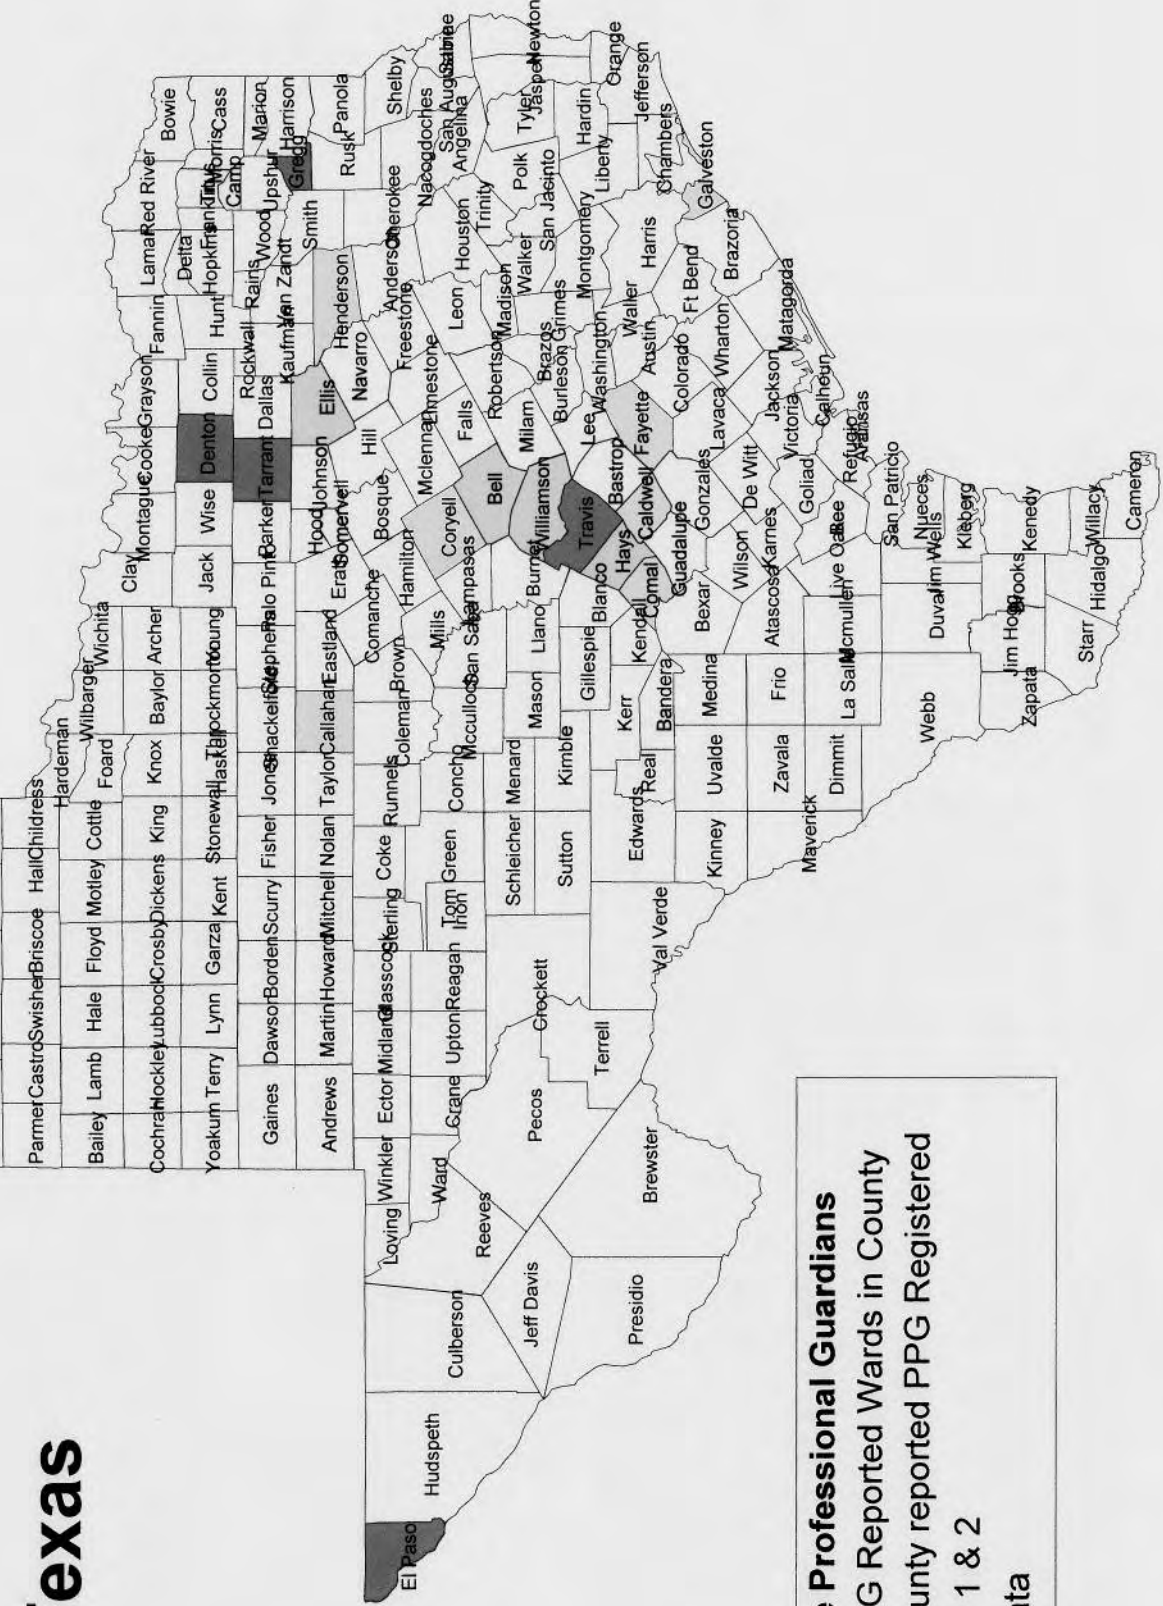 exas
Parmer Castro Swisher Briscoe Hall Childress
Hardeman
Bailey Lamb Hale Floyd Motley Cottle Foard Wilbarger Wichita
Cochran Hockley Lubbock Crosby Dickens King Knox Baylor Archer Clay Montague Cooke Grayson Fannin Lamar Red River Bowie
Yoakum Terry Lynn Garza Kent Stonewall Haskell Throckmorton Young Jack Wise Denton Collin Hunt Hopkins Delta Franklin Titus Morris Cass
Camp
Gaines Dawson Borden Scurry Fisher Jones Shackelford Stephens Palo Pinto Parker Tarrant Dallas Rockwall Rains Wood Upshur Marion
Kaufman Van Zandt Gregg Harrison
Andrews Martin Howard Mitchell Nolan Taylor Callahan Eastland Erath Hood Somervell Johnson Ellis Henderson Smith Rusk Panola
El Paso Hudspeth Culberson Loving Winkler Ector Midland Glasscock Sterling Coke Runnels Coleman Brown Comanche Hamilton Bosque Hill Navarro Freestone Anderson Cherokee Shelby
Reeves Ward Crane Upton Reagan Irion Tom Green Concho Mcculloch San Saba Mills Lampasas Coryell Mclennan Limestone Falls Leon Houston Nacogdoches San Augustine Sabine
Angelina Trinity
Jeff Davis Pecos Crockett Schleicher Menard Mason Llano Burnet Bell Milam Robertson Madison Walker Polk Tyler Jasper Newton
Sutton Kimble Gillespie Blanco Williamson Travis Lee Burleson Brazos Grimes San Jacinto
Presidio Brewster Terrell Val Verde Edwards Real Kerr Kendall Hays Bastrop Washington Montgomery Liberty Hardin Orange
Bandera Comal Caldwell Fayette Austin Waller Harris Chambers Jefferson
Kinney Uvalde Medina Bexar Guadalupe Gonzales Lavaca Colorado Wharton Ft Bend Brazoria Galveston
Maverick Zavala Frio Atascosa Wilson Karnes De Witt Victoria Jackson Matagorda
Dimmit La Salle Mcmullen Live Oak Bee Goliad Refugio Calhoun
Aransas
San Patricio
Webb Duval Jim Wells Nueces
Kleberg
Zapata Jim Hogg Brooks Kenedy
Starr Hidalgo Willacy
Cameron
Professional Guardians
G Reported Wards in County
unty reported PPG Registered
1 & 2
ata